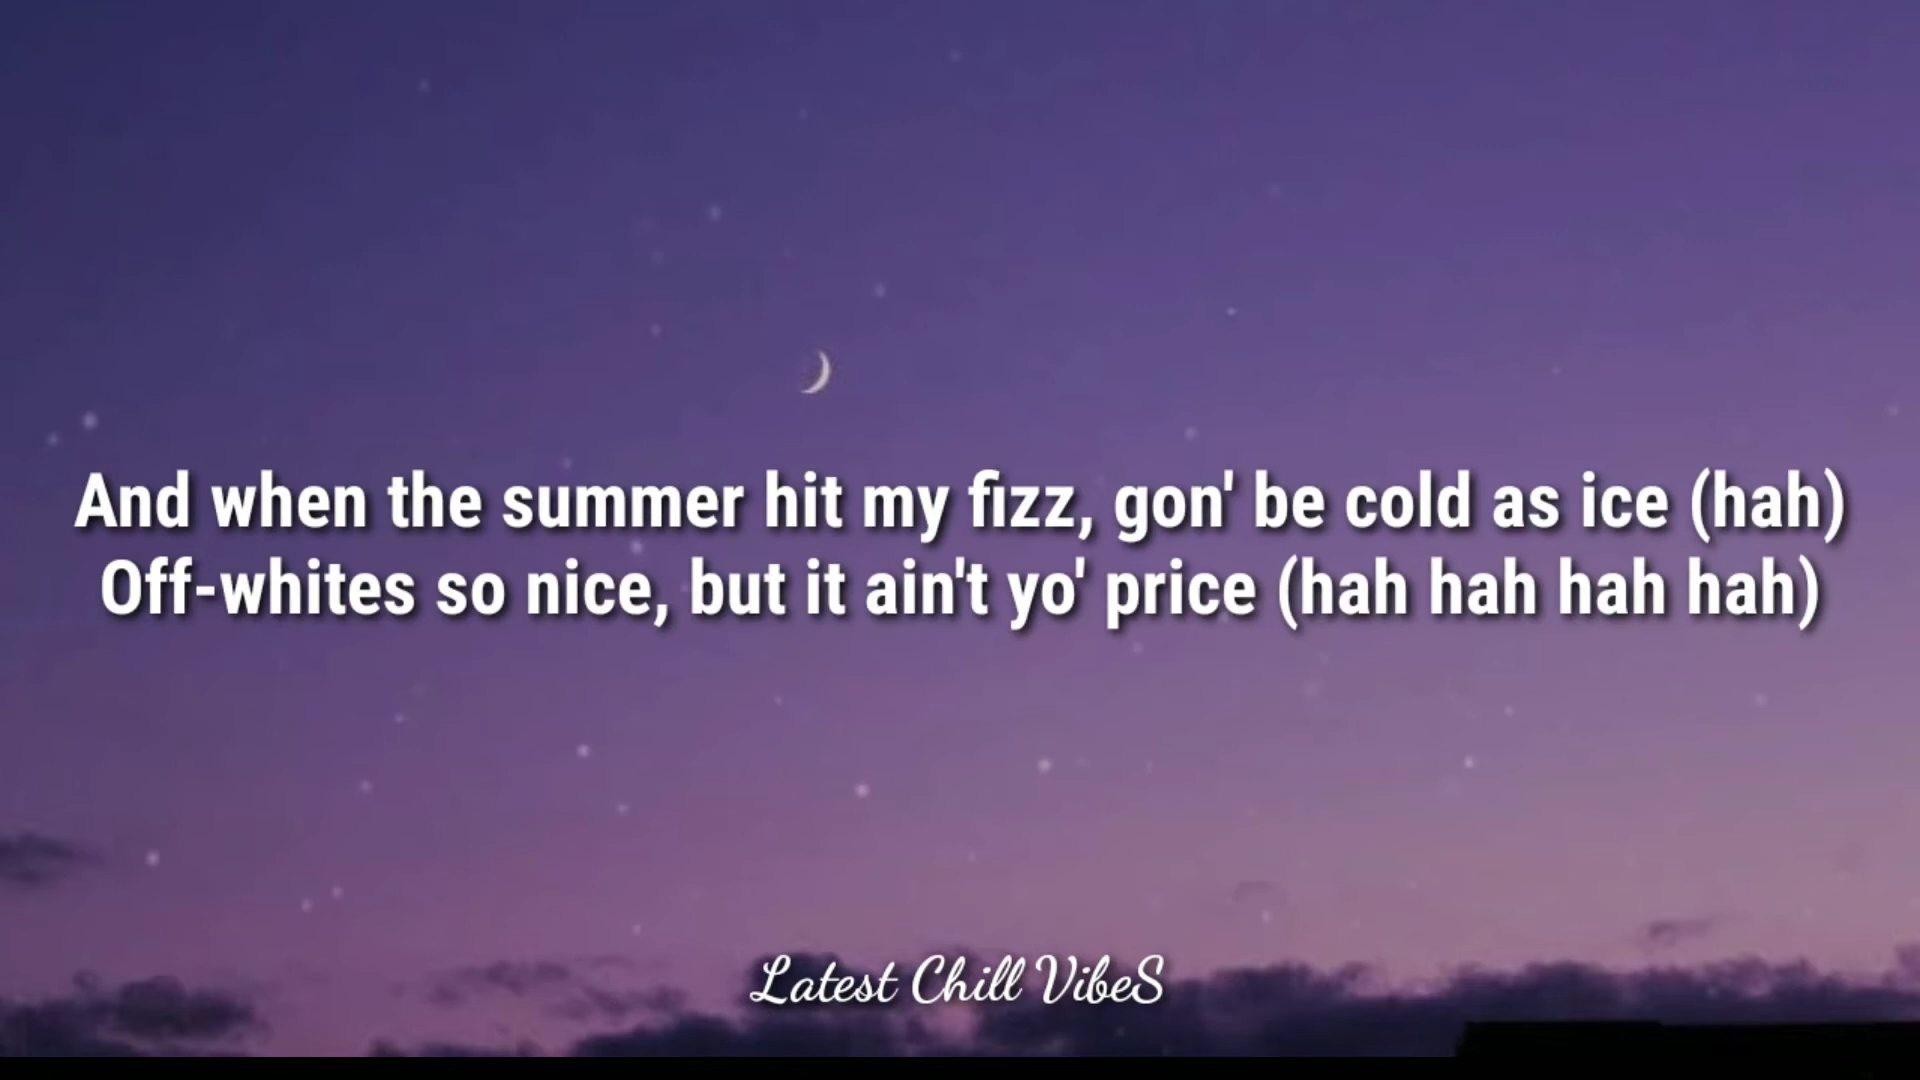 And when the summer hit my fizz, gon' be cold as ice (hah)
Off-whites so nice, but it ain't yo' price (hah hah hah hah)
Latest Chill VibeS